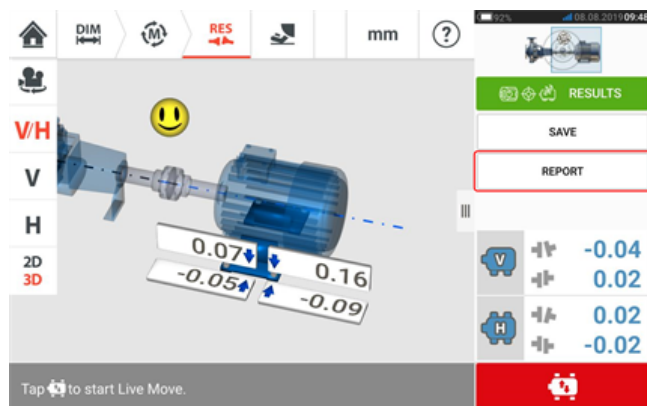 DIM
M
RES
mm
?
92% 08.08.2019 09:48
RESULTS
SAVE
REPORT
V/H
V
H
2D
3D
0.07
0.16
-0.05
-0.09
V
-0.04
0.02
H
0.02
-0.02
Tap to start Live Move.